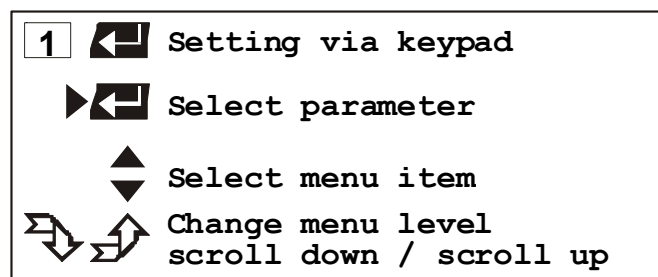 1 Setting via keypad
Select parameter
Select menu item
Change menu level
scroll down / scroll up